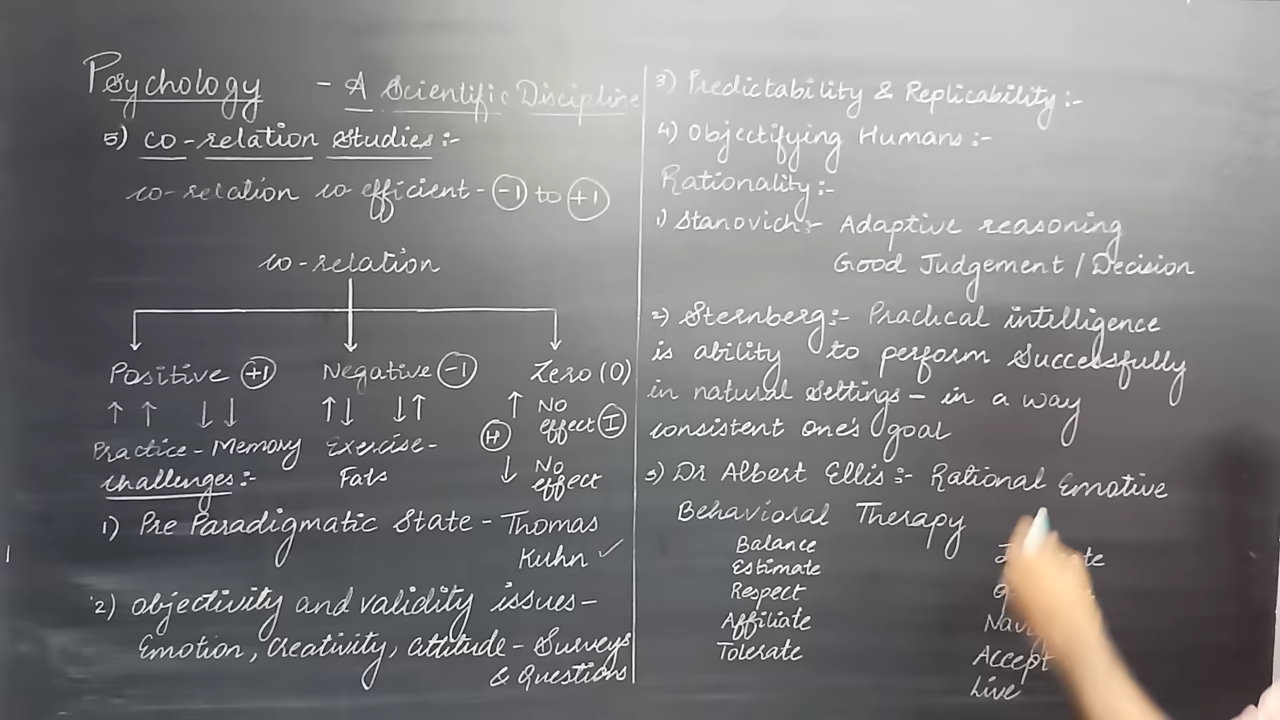 Psychology - A Scientific Discipline
5) Co-relation Studies:-
co-relation co efficient - -1 to +1
co-relation
Positive +1 Negative -1 Zero (0)
↑ ↑ ↓ ↓ ↑↓ ↓↑ ↑ No effect I
H
Practice - Memory Exercise - Fats ↓ No effect
Challenges:-
1) Pre Paradigmatic State - Thomas
Kuhn ✓
2) Objectivity and validity issues -
Emotion, Creativity, attitude - Surveys
& Questions
3) Predictability & Replicability:-
4) Objectifying Humans:-
Rationality:-
1) Stanovich:- Adaptive reasoning
Good Judgement / Decision
2) Sternberg:- Practical intelligence
is ability to perform Successfully
in natural Settings - in a way
consistent one's goal
3) Dr Albert Ellis:- Rational Emotive
Behavioral Therapy
Balance
Estimate
Respect
Affiliate
Tolerate
Accept
Live